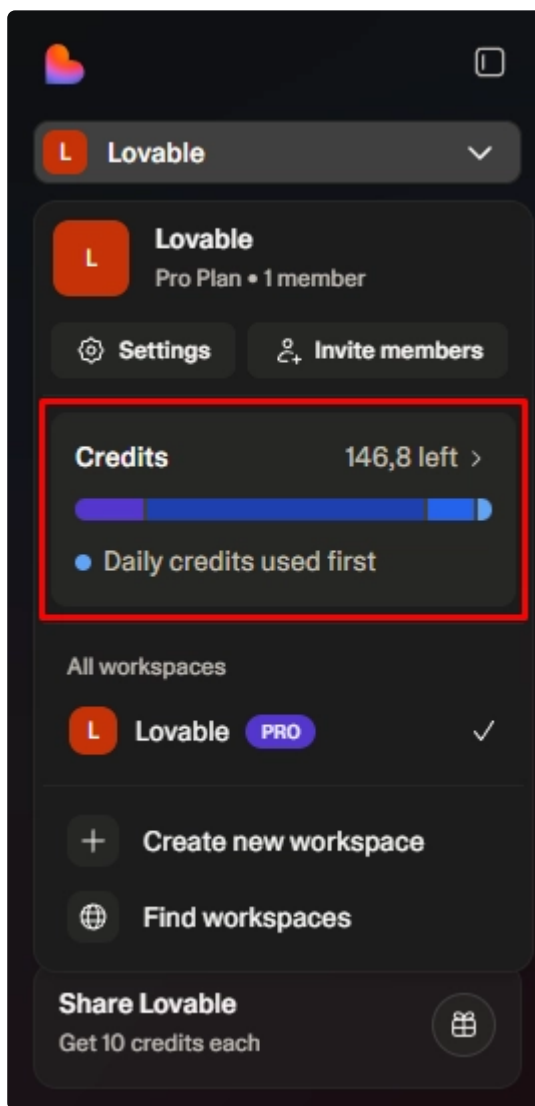 L Lovable
L
Lovable
Pro Plan • 1 member
Settings
Invite members
Credits 146,8 left >
Daily credits used first
All workspaces
L Lovable PRO
Create new workspace
Find workspaces
Share Lovable
Get 10 credits each